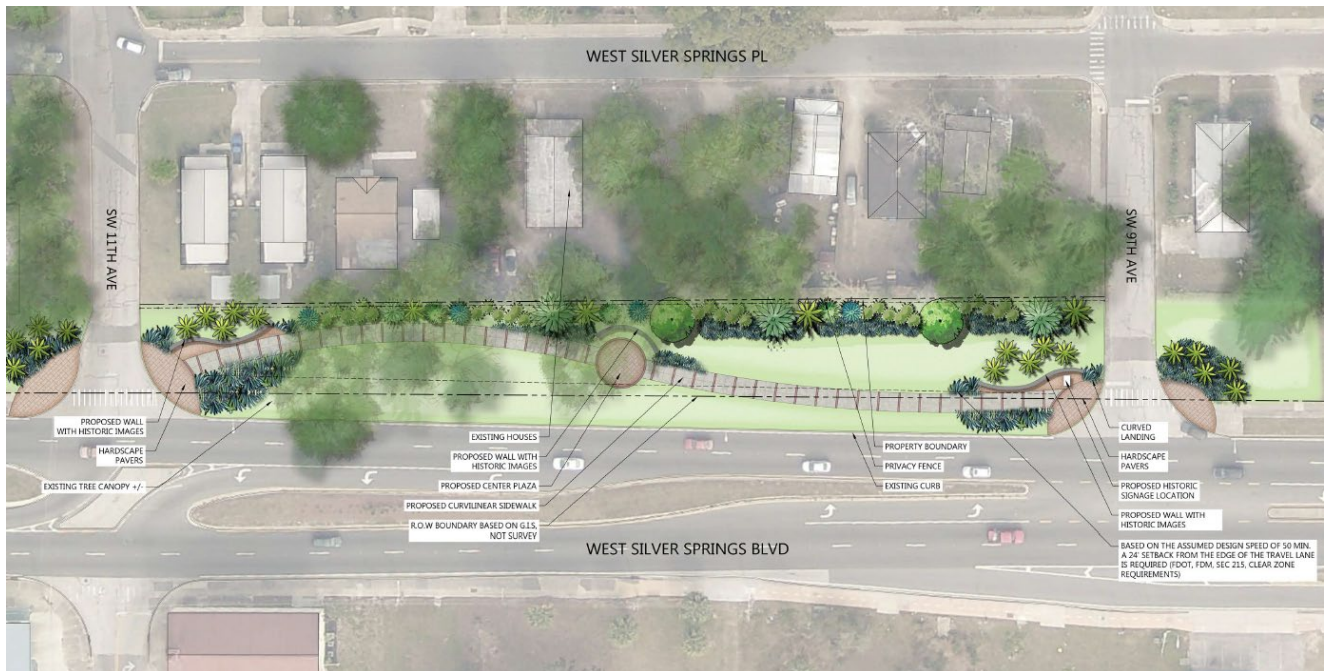 WEST SILVER SPRINGS PL
SW 11TH AVE
SW 9TH AVE
PROPOSED WALL
WITH HISTORIC IMAGES
HARDSCAPE
PAVERS
EXISTING TREE CANOPY +/-
EXISTING HOUSES
PROPOSED WALL WITH
HISTORIC IMAGES
PROPOSED CENTER PLAZA
PROPOSED CURVILINEAR SIDEWALK
R.O.W BOUNDARY BASED ON G.I.S,
NOT SURVEY
PROPERTY BOUNDARY
PRIVACY FENCE
EXISTING CURB
CURVED
LANDING
HARDSCAPE
PAVERS
PROPOSED HISTORIC
SIGNAGE LOCATION
PROPOSED WALL WITH
HISTORIC IMAGES
BASED ON THE ASSUMED DESIGN SPEED OF 50 MIN.
A 24' SETBACK FROM THE EDGE OF THE TRAVEL LANE
IS REQUIRED (FDOT, FDM, SEC 215, CLEAR ZONE
REQUIREMENTS)
WEST SILVER SPRINGS BLVD